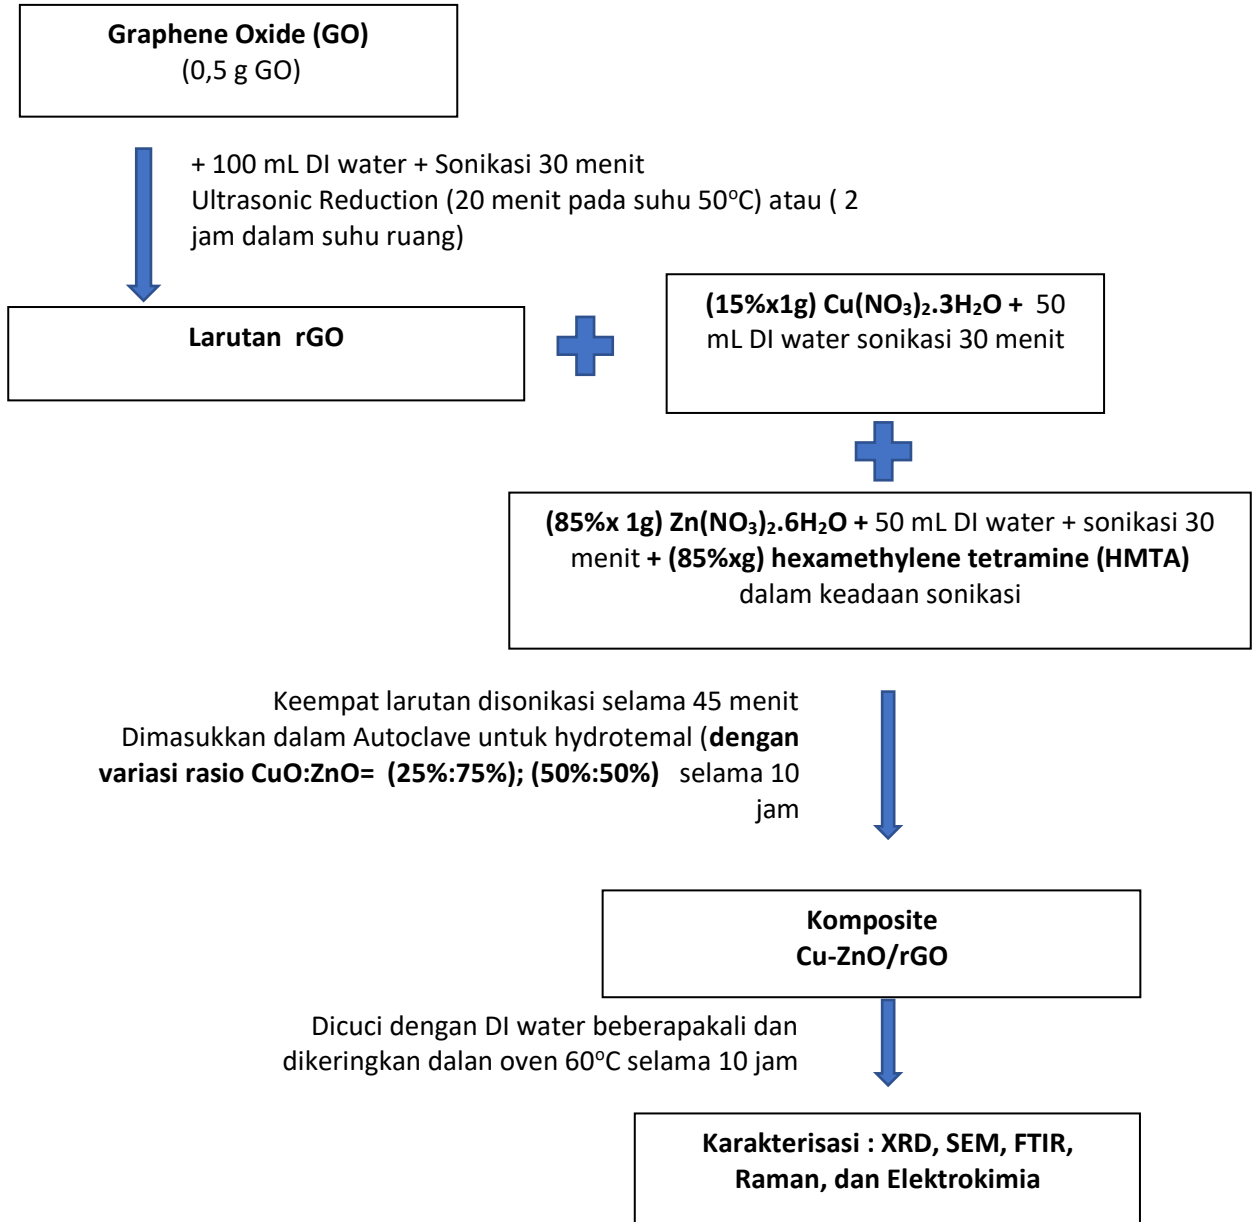 Graphene Oxide (GO)
(0,5 g GO)
+ 100 mL DI water + Sonikasi 30 menit
Ultrasonic Reduction (20 menit pada suhu 50°C) atau ( 2
jam dalam suhu ruang)
Larutan rGO
(15%x1g) Cu(NO₃)₂.3H₂O + 50
mL DI water sonikasi 30 menit
(85%x 1g) Zn(NO₃)₂.6H₂O + 50 mL DI water + sonikasi 30
menit + (85%xg) hexamethylene tetramine (HMTA)
dalam keadaan sonikasi
Keempat larutan disonikasi selama 45 menit
Dimasukkan dalam Autoclave untuk hydrotemal (dengan
variasi rasio CuO:ZnO= (25%:75%); (50%:50%) selama 10
jam
Komposite
Cu-ZnO/rGO
Dicuci dengan DI water beberapakali dan
dikeringkan dalan oven 60°C selama 10 jam
Karakterisasi : XRD, SEM, FTIR,
Raman, dan Elektrokimia